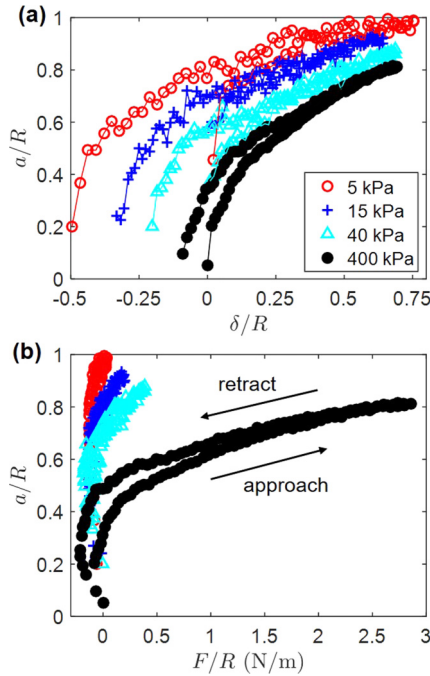 (a)
1
0.8
0.6
0.4
0.2
0
a/R
-0.5 -0.25 0 0.25 0.5 0.75
δ/R
5 kPa
15 kPa
40 kPa
400 kPa
(b)
1
0.8
0.6
0.4
0.2
0
a/R
retract
approach
0 0.5 1 1.5 2 2.5 3
F/R (N/m)